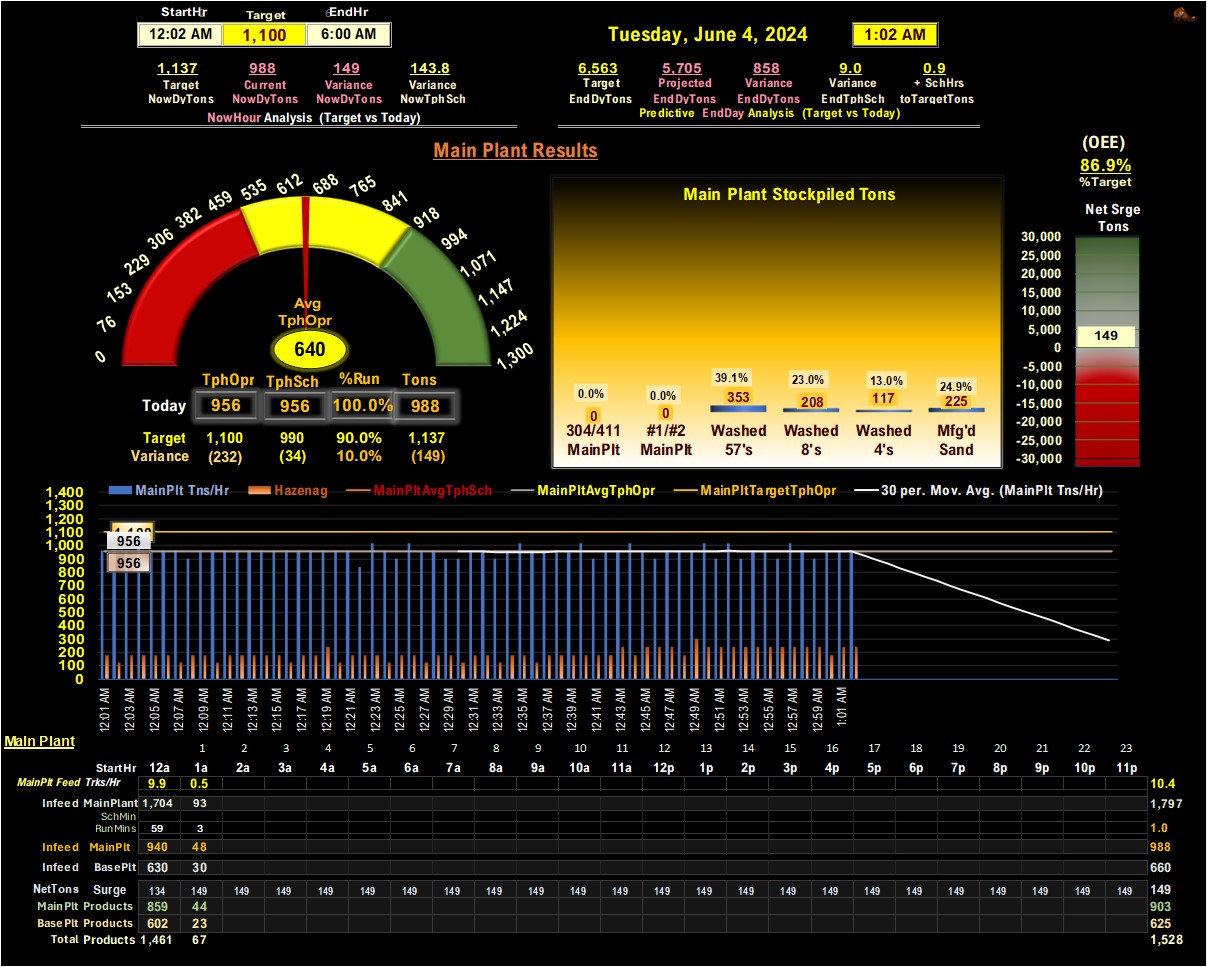 StartHr Target EndHr
12:02 AM 1,100 6:00 AM
Tuesday, June 4, 2024 1:02 AM
1,137 988 149 143.8
Target Current Variance Variance
NowDyTons NowDyTons NowDyTons NowTphSch
NowHour Analysis (Target vs Today)
6,563 5,705 858 9.0 0.9
Target Projected Variance Variance + SchHrs
EndDyTons EndDyTons EndDyTons EndTphSch toTargetTons
Predictive EndDay Analysis (Target vs Today)
Main Plant Results
(OEE)
86.9%
%Target
0 76 153 229 306 382 459 535 612 688 765 841 918 994 1,071 1,147 1,224 1,300
Avg
TphOpr
640
TphOpr TphSch %Run Tons
Today 956 956 100.0% 988
Target 1,100 990 90.0% 1,137
Variance (232) (34) 10.0% (149)
Main Plant Stockpiled Tons
0.0% 0.0% 39.1% 23.0% 13.0% 24.9%
0 0 353 208 117 225
304/411 #1/#2 Washed Washed Washed Mfg'd
MainPlt MainPlt 57's 8's 4's Sand
Net Srge
Tons
30,000
25,000
20,000
15,000
10,000
5,000
149
0
-5,000
-10,000
-15,000
-20,000
-25,000
-30,000
MainPlt Tns/Hr Hazenag MainPltAvgTphSch MainPltAvgTphOpr MainPltTargetTphOpr 30 per. Mov. Avg. (MainPlt Tns/Hr)
1,400
1,300
1,200
1,100
1,000
900
800
700
600
500
400
300
200
100
0
1,100
956
956
12:01 AM 12:03 AM 12:05 AM 12:07 AM 12:09 AM 12:11 AM 12:13 AM 12:15 AM 12:17 AM 12:19 AM 12:21 AM 12:23 AM 12:25 AM 12:27 AM 12:29 AM 12:31 AM 12:33 AM 12:35 AM 12:37 AM 12:39 AM 12:41 AM 12:43 AM 12:45 AM 12:47 AM 12:49 AM 12:51 AM 12:53 AM 12:55 AM 12:57 AM 12:59 AM 1:01 AM
Main Plant
1 2 3 4 5 6 7 8 9 10 11 12 13 14 15 16 17 18 19 20 21 22 23
StartHr 12a 1a 2a 3a 4a 5a 6a 7a 8a 9a 10a 11a 12p 1p 2p 3p 4p 5p 6p 7p 8p 9p 10p 11p
MainPlt Feed Trks/Hr 9.9 0.5 10.4
Infeed MainPlant 1,704 93 1,797
SchMin
RunMins 59 3 1.0
Infeed MainPlt 940 48 988
Infeed BasePlt 630 30 660
NetTons Surge 134 149 149 149 149 149 149 149 149 149 149 149 149 149 149 149 149 149 149 149 149 149 149 149 149
MainPlt Products 859 44 903
BasePlt Products 602 23 625
Total Products 1,461 67 1,528